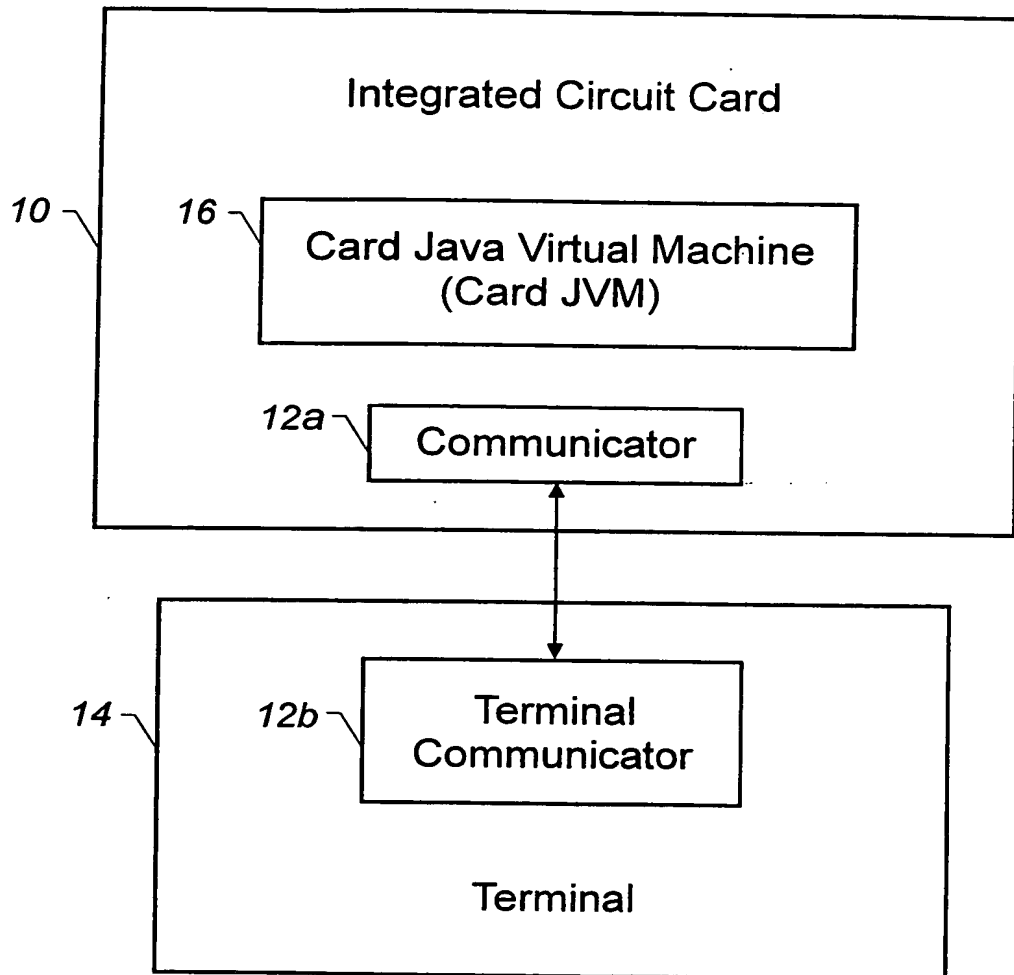 Integrated Circuit Card
10
16
Card Java Virtual Machine
(Card JVM)
12a
Communicator
14
12b
Terminal
Communicator
Terminal